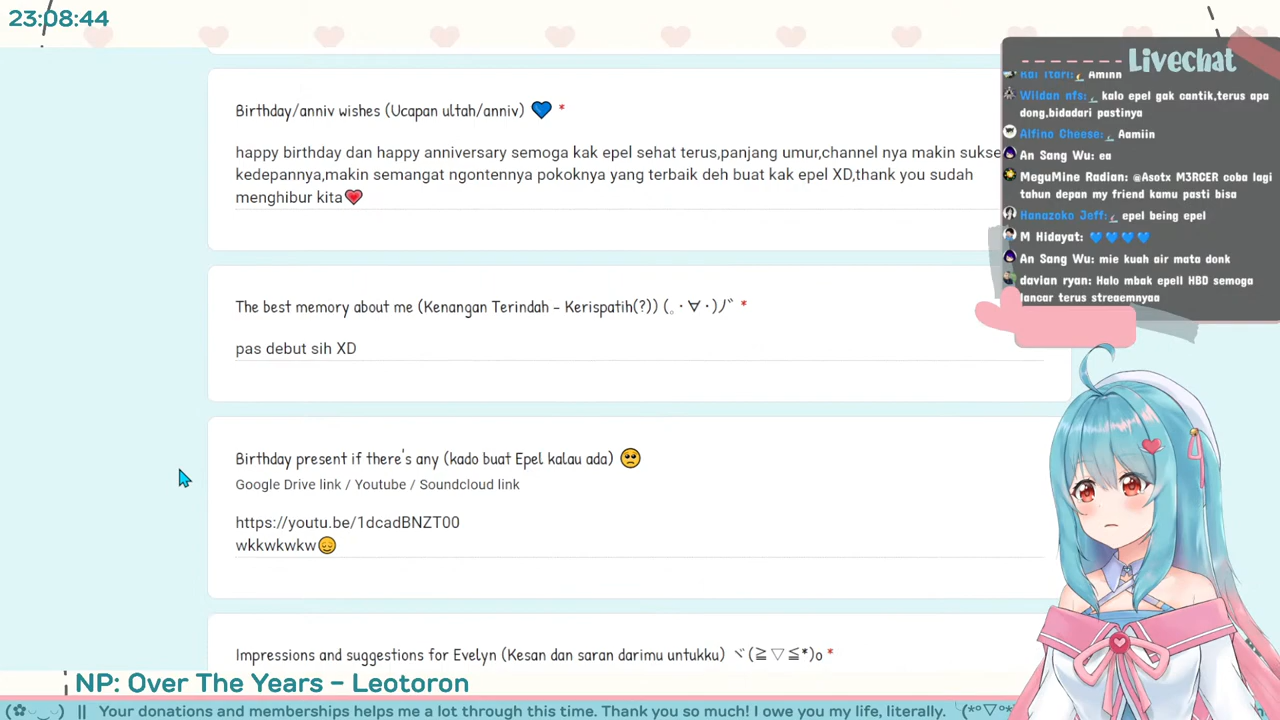 23:08:44
Birthday/anniv wishes (Ucapan ultah/anniv) 💙 *
happy birthday dan happy anniversary semoga kak epel sehat terus,panjang umur,channel nya makin sukse
kedepannya,makin semangat ngontennya pokoknya yang terbaik deh buat kak epel XD,thank you sudah
menghibur kita💗
The best memory about me (Kenangan Terindah - Kerispatih(?)) (。・∀・)ノ゛ *
pas debut sih XD
Birthday present if there's any (kado buat Epel kalau ada) 🥺
Google Drive link / Youtube / Soundcloud link
https://youtu.be/1dcadBNZT00
wkkwkwkw😌
Impressions and suggestions for Evelyn (Kesan dan saran darimu untukku) ヾ(≧▽≦*)o *
Livechat
Rai Itari: Aminn
Wildan nfs: kalo epel gak cantik,terus apa
dong,bidadari pastinya
Alfino Cheese: Aamiin
An Sang Wu: ea
MeguMine Radian: @Asotx M3RCER coba lagi
tahun depan my friend kamu pasti bisa
Hanazoko Jeff: epel being epel
M Hidayat: 💙💙💙💙
An Sang Wu: mie kuah air mata donk
davian ryan: Halo mbak epell HBD semoga
lancar terus streaemnyaa
NP: Over The Years - Leotoron
(✿◡‿◡) || Your donations and memberships helps me a lot through this time. Thank you so much! I owe you my life, literally.